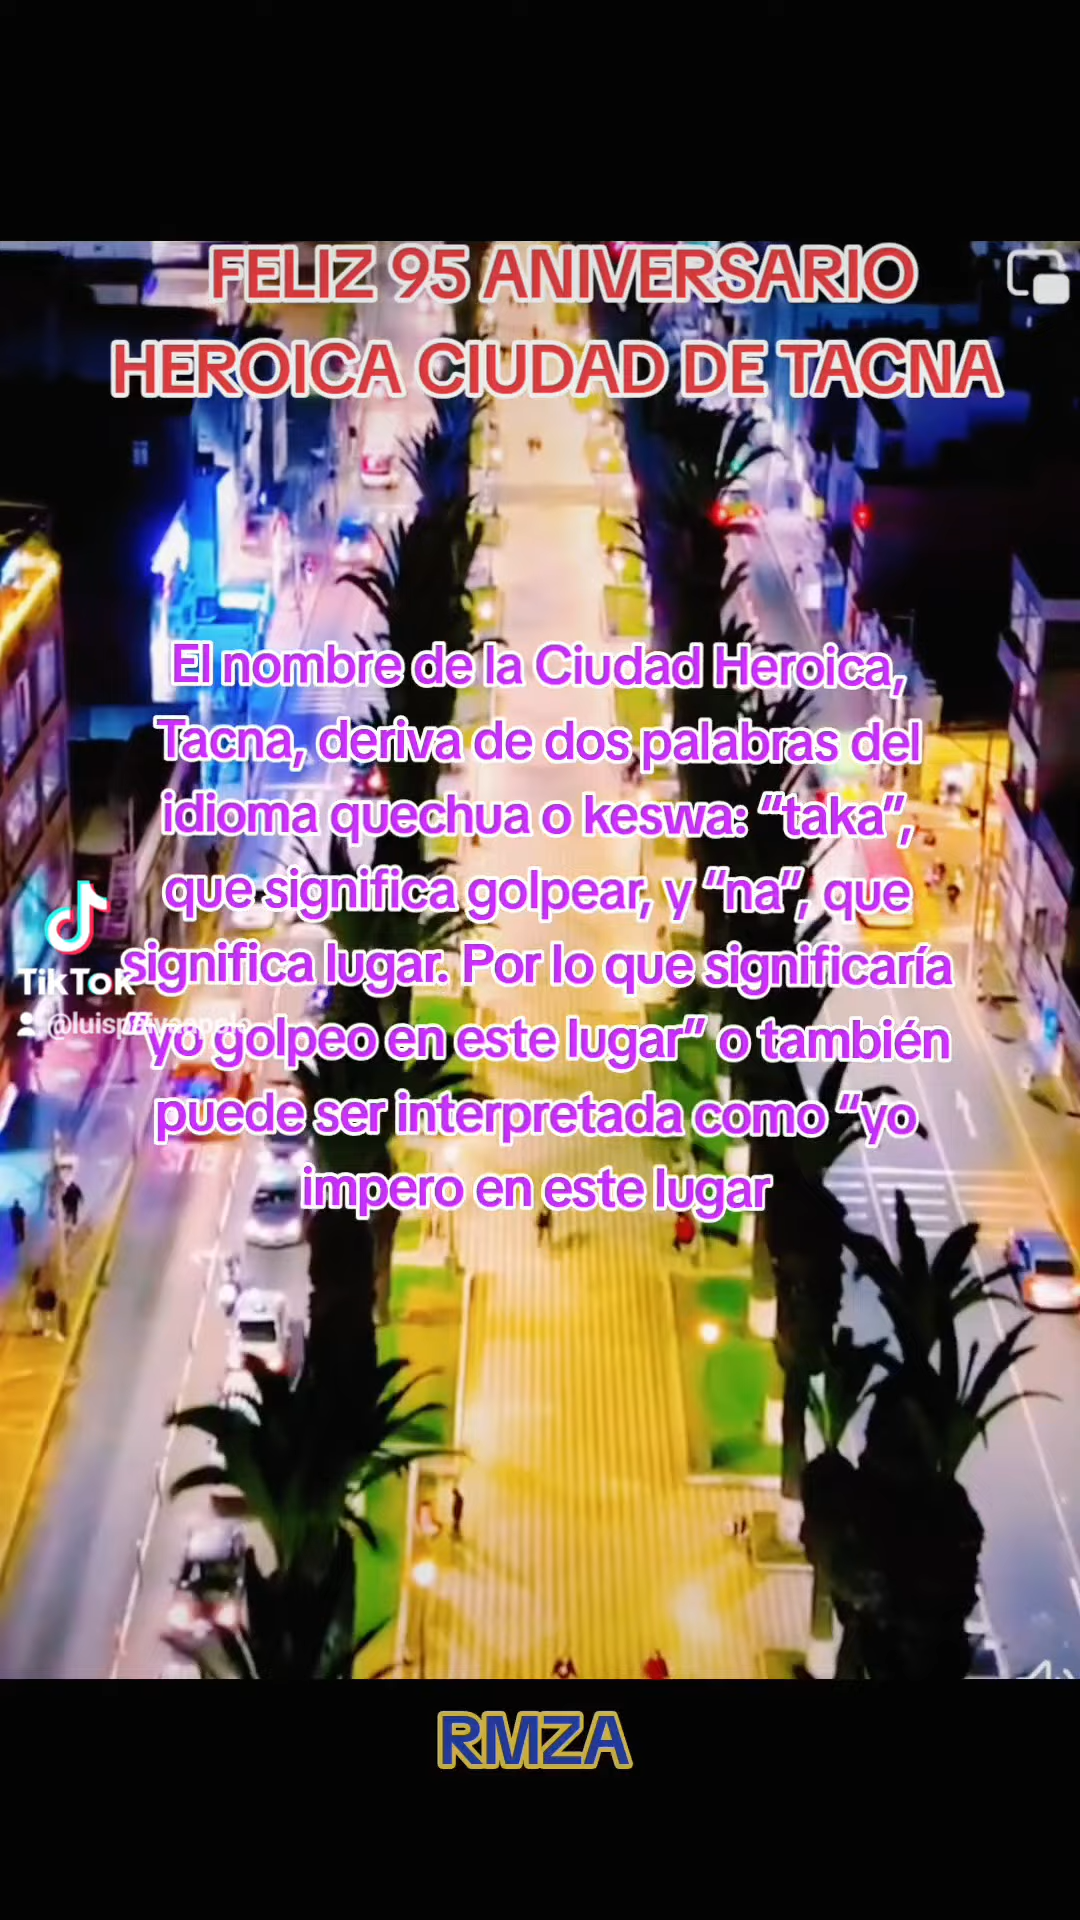 FELIZ 95 ANIVERSARIO
HEROICA CIUDAD DE TACNA
El nombre de la Ciudad Heroica,
Tacna, deriva de dos palabras del
idioma quechua o keswa: “taka”,
que significa golpear, y “na”, que
significa lugar. Por lo que significaría
“yo golpeo en este lugar” o también
puede ser interpretada como “yo
impero en este lugar
TikTok
RMZA